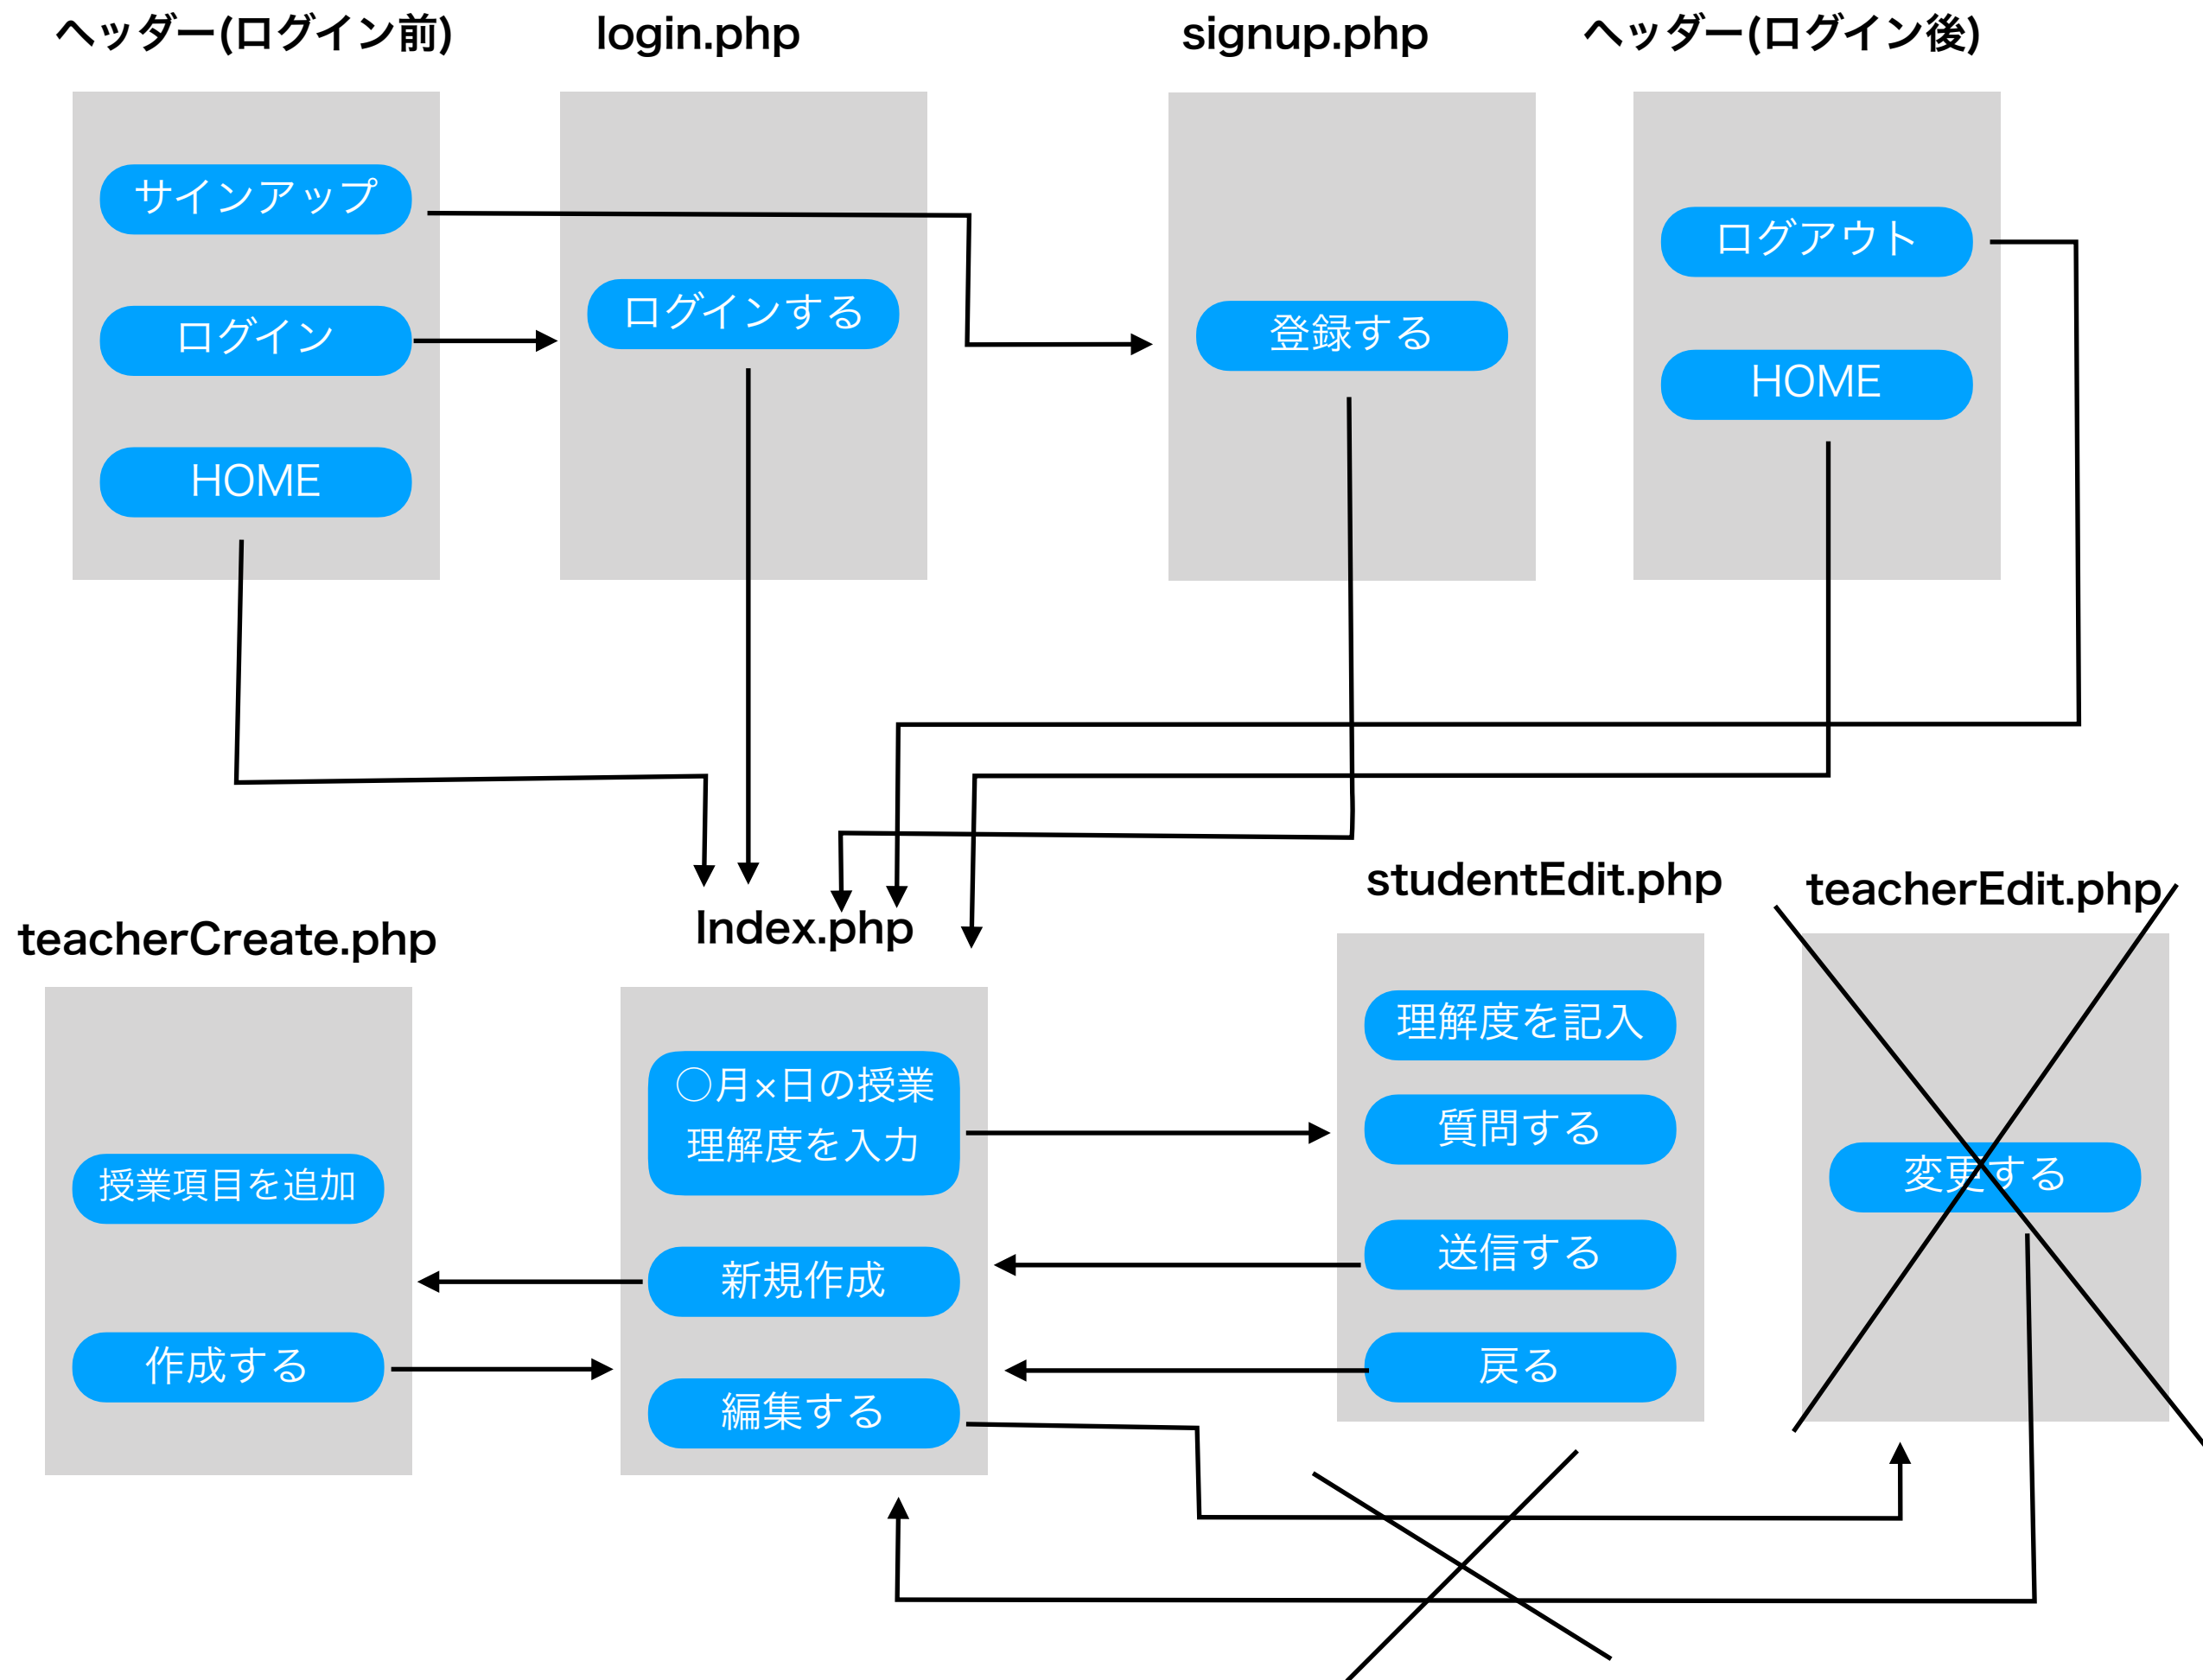 ヘッダー(ログイン前)
login.php
signup.php
ヘッダー(ログイン後)
サインアップ
ログイン
HOME
ログインする
登録する
ログアウト
HOME
teacherCreate.php
Index.php
studentEdit.php
teacherEdit.php
授業項目を追加
作成する
◯月×日の授業
理解度を入力
新規作成
編集する
理解度を記入
質問する
送信する
戻る
変更する